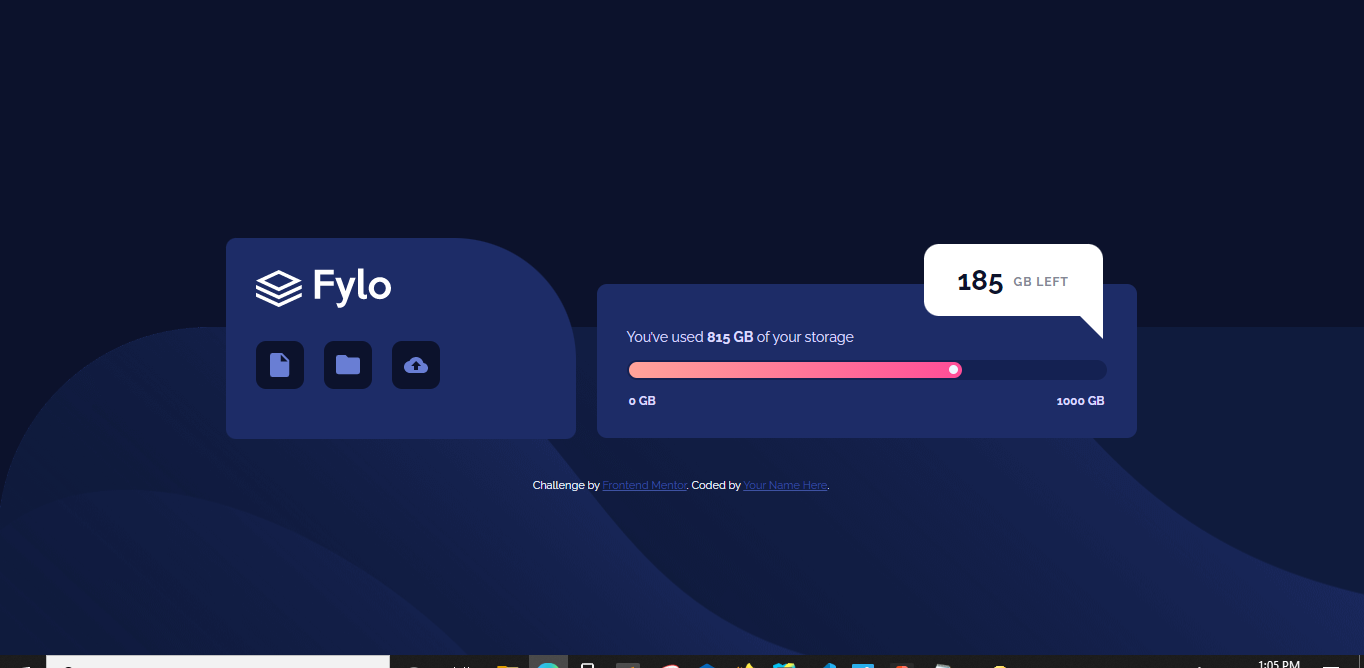 Fylo
185 GB LEFT
You've used 815 GB of your storage
0 GB 1000 GB
Challenge by Frontend Mentor. Coded by Your Name Here.
1:05 PM